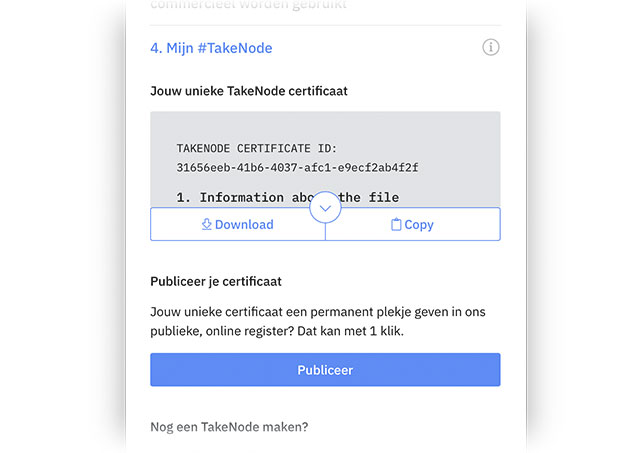 commercieel worden gebruikt
4. Mijn #TakeNode
Jouw unieke TakeNode certificaat
TAKENODE CERTIFICATE ID:
31656eeb-41b6-4037-afc1-e9ecf2ab4f2f
1. Information about the file
Download
Copy
Publiceer je certificaat
Jouw unieke certificaat een permanent plekje geven in ons
publieke, online register? Dat kan met 1 klik.
Publiceer
Nog een TakeNode maken?